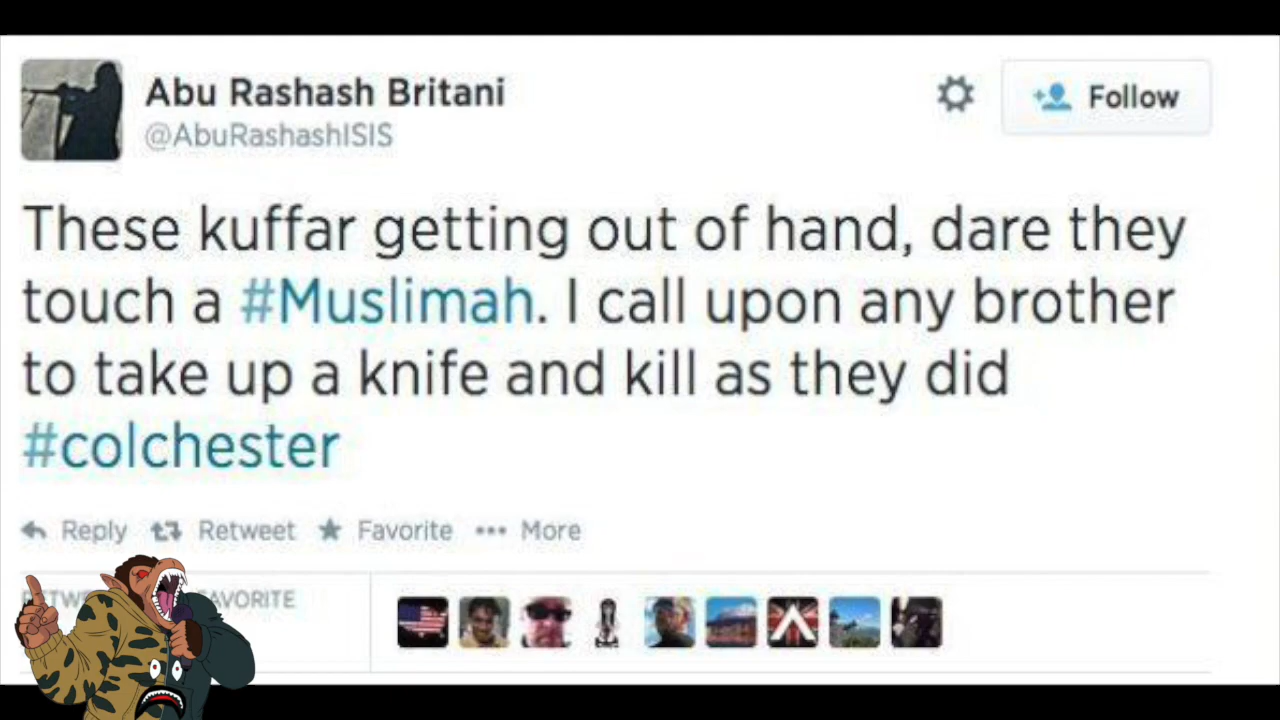 Abu Rashash Britani
@AbuRashashISIS
Follow
These kuffar getting out of hand, dare they
touch a #Muslimah. I call upon any brother
to take up a knife and kill as they did
#colchester
Reply Retweet Favorite More
FAVORITE